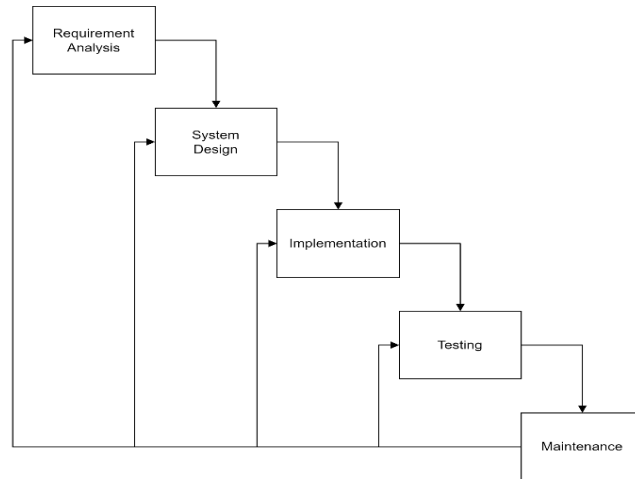 Requirement
Analysis
System
Design
Implementation
Testing
Maintenance